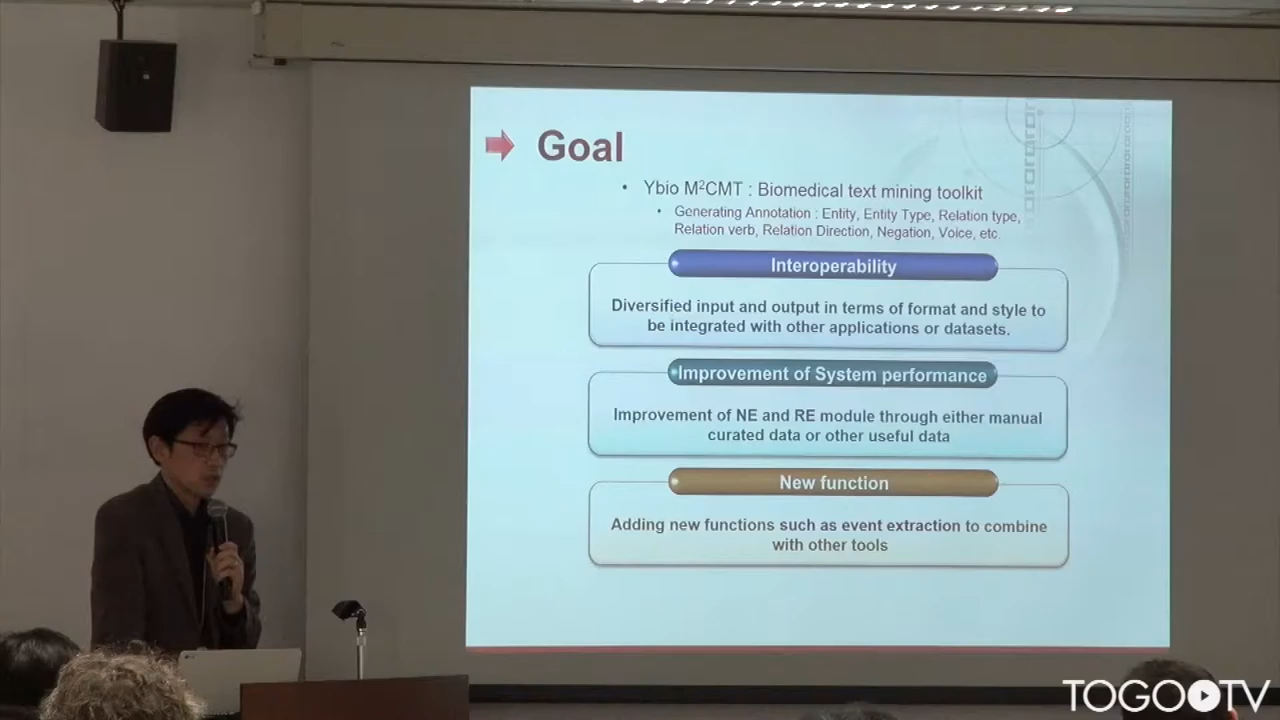 Goal
• Ybio M²CMT : Biomedical text mining toolkit
• Generating Annotation : Entity, Entity Type, Relation type,
Relation verb, Relation Direction, Negation, Voice, etc.
Interoperability
Diversified input and output in terms of format and style to
be integrated with other applications or datasets.
Improvement of System performance
Improvement of NE and RE module through either manual
curated data or other useful data
New function
Adding new functions such as event extraction to combine
with other tools
TOGOTV